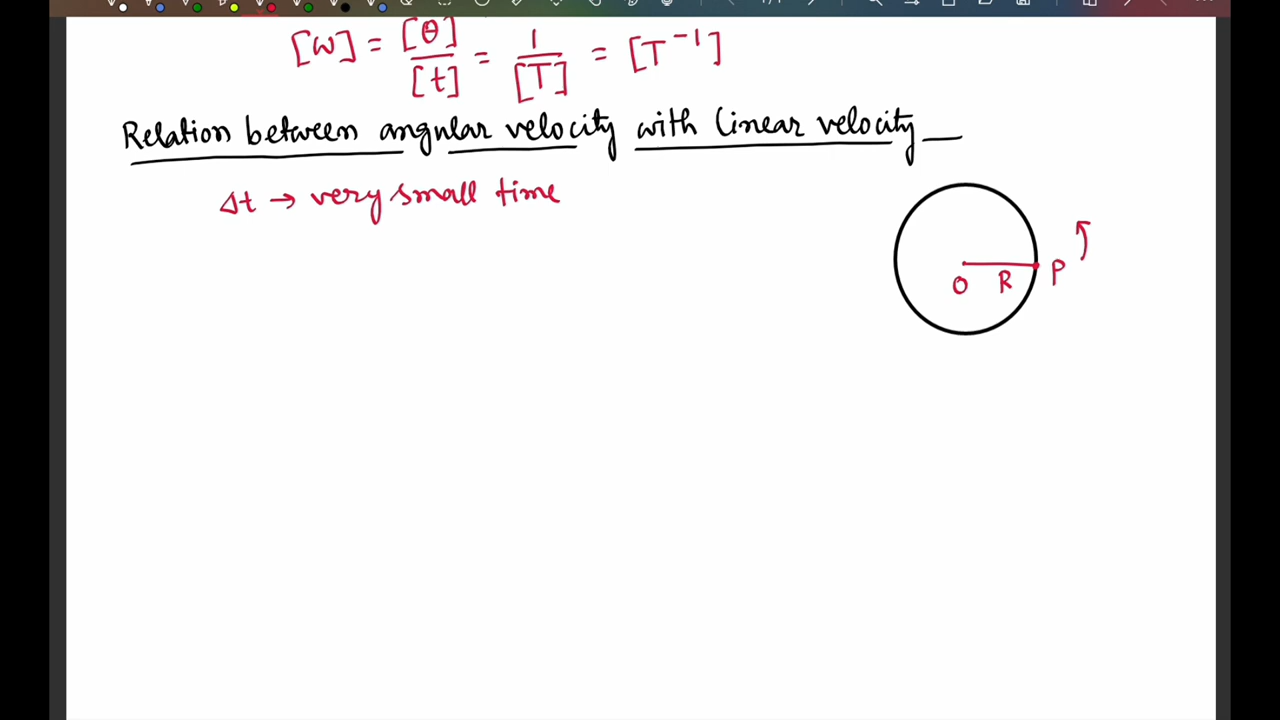 [ω] = [θ]/[t] = 1/[T] = [T⁻¹]
Relation between angular velocity with linear velocity —
Δt → very small time
O R P